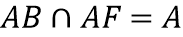 AB ∩ AF = A